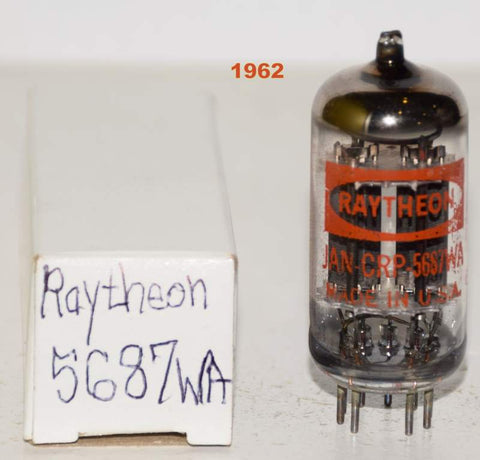 1962
Raytheon
5687WA
RAYTHEON
JAN-CRP-5687WA
MADE IN U.S.A.